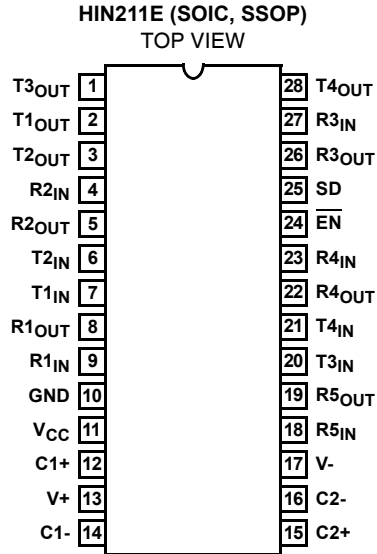 HIN211E (SOIC, SSOP)
TOP VIEW
T3OUT 1 28 T4OUT
T1OUT 2 27 R3IN
T2OUT 3 26 R3OUT
R2IN 4 25 SD
R2OUT 5 24 E̅N̅
T2IN 6 23 R4IN
T1IN 7 22 R4OUT
R1OUT 8 21 T4IN
R1IN 9 20 T3IN
GND 10 19 R5OUT
VCC 11 18 R5IN
C1+ 12 17 V-
V+ 13 16 C2-
C1- 14 15 C2+